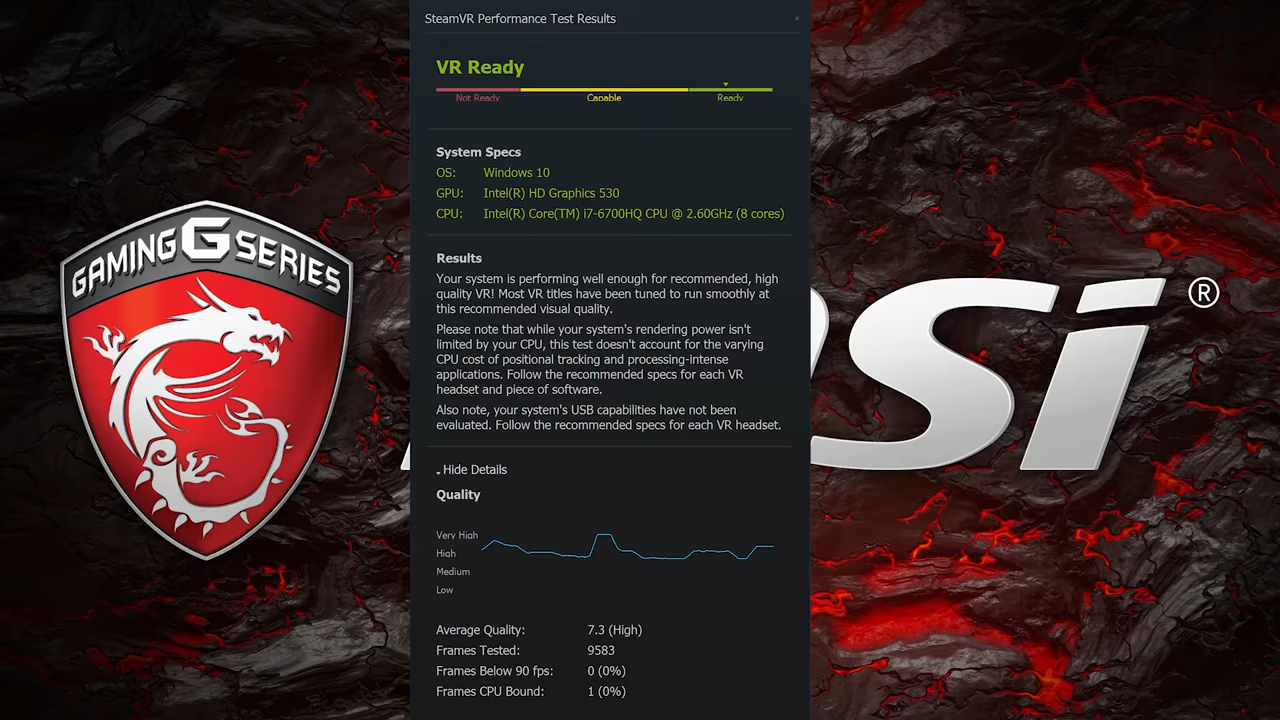 SteamVR Performance Test Results
VR Ready
Not Ready
Capable
Ready
System Specs
OS: Windows 10
GPU: Intel(R) HD Graphics 530
CPU: Intel(R) Core(TM) i7-6700HQ CPU @ 2.60GHz (8 cores)
GAMING G SERIES
Si ®
Results
Your system is performing well enough for recommended, high
quality VR! Most VR titles have been tuned to run smoothly at
this recommended visual quality.
Please note that while your system's rendering power isn't
limited by your CPU, this test doesn't account for the varying
CPU cost of positional tracking and processing-intense
applications. Follow the recommended specs for each VR
headset and piece of software.
Also note, your system's USB capabilities have not been
evaluated. Follow the recommended specs for each VR headset.
Hide Details
Quality
Very High
High
Medium
Low
Average Quality: 7.3 (High)
Frames Tested: 9583
Frames Below 90 fps: 0 (0%)
Frames CPU Bound: 1 (0%)